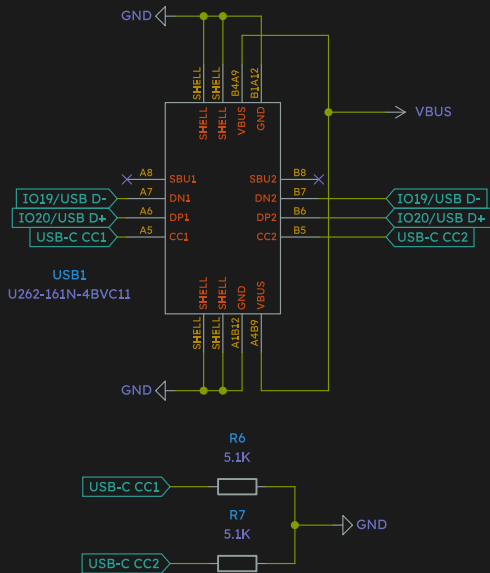 GND
SHELL
SHELL
B4A9
B1A12
SHELL
SHELL
VBUS
GND
VBUS
A8
SBU1
SBU2
B8
IO19/USB D-
A7
DN1
DN2
B7
IO19/USB D-
IO20/USB D+
A6
DP1
DP2
B6
IO20/USB D+
USB-C CC1
A5
CC1
CC2
B5
USB-C CC2
USB1
U262-161N-4BVC11
SHELL
SHELL
GND
VBUS
SHELL
SHELL
A1B12
A4B9
GND
R6
5.1K
USB-C CC1
R7
5.1K
GND
USB-C CC2